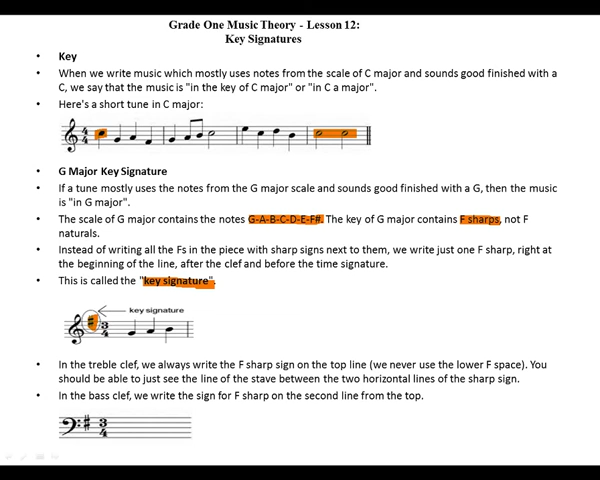 Grade One Music Theory - Lesson 12:
Key Signatures
• Key
• When we write music which mostly uses notes from the scale of C major and sounds good finished with a
C, we say that the music is "in the key of C major" or "in C a major".
• Here's a short tune in C major:
4
4
• G Major Key Signature
• If a tune mostly uses the notes from the G major scale and sounds good finished with a G, then the music
is "in G major".
• The scale of G major contains the notes G-A-B-C-D-E-F#. The key of G major contains F sharps, not F
naturals.
• Instead of writing all the Fs in the piece with sharp signs next to them, we write just one F sharp, right at
the beginning of the line, after the clef and before the time signature.
• This is called the "key signature".
key signature
3
4
• In the treble clef, we always write the F sharp sign on the top line (we never use the lower F space). You
should be able to just see the line of the stave between the two horizontal lines of the sharp sign.
• In the bass clef, we write the sign for F sharp on the second line from the top.
3
4